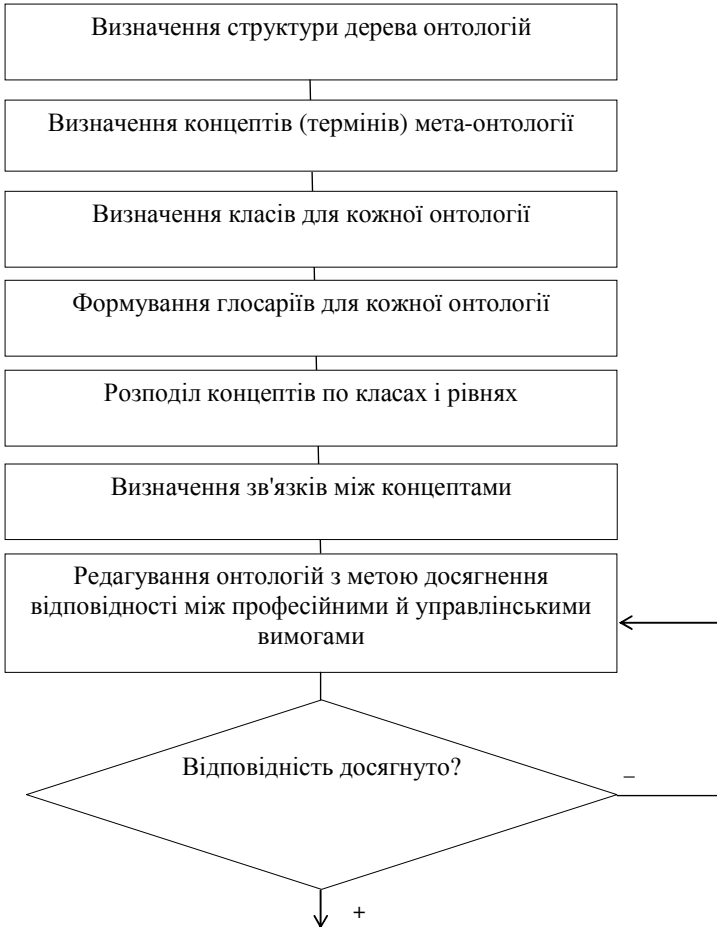 Визначення структури дерева онтологій
Визначення концептів (термінів) мета-онтології
Визначення класів для кожної онтології
Формування глосаріїв для кожної онтології
Розподіл концептів по класах і рівнях
Визначення зв'язків між концептами
Редагування онтологій з метою досягнення
відповідності між професійними й управлінськими
вимогами
Відповідність досягнуто?
–
+